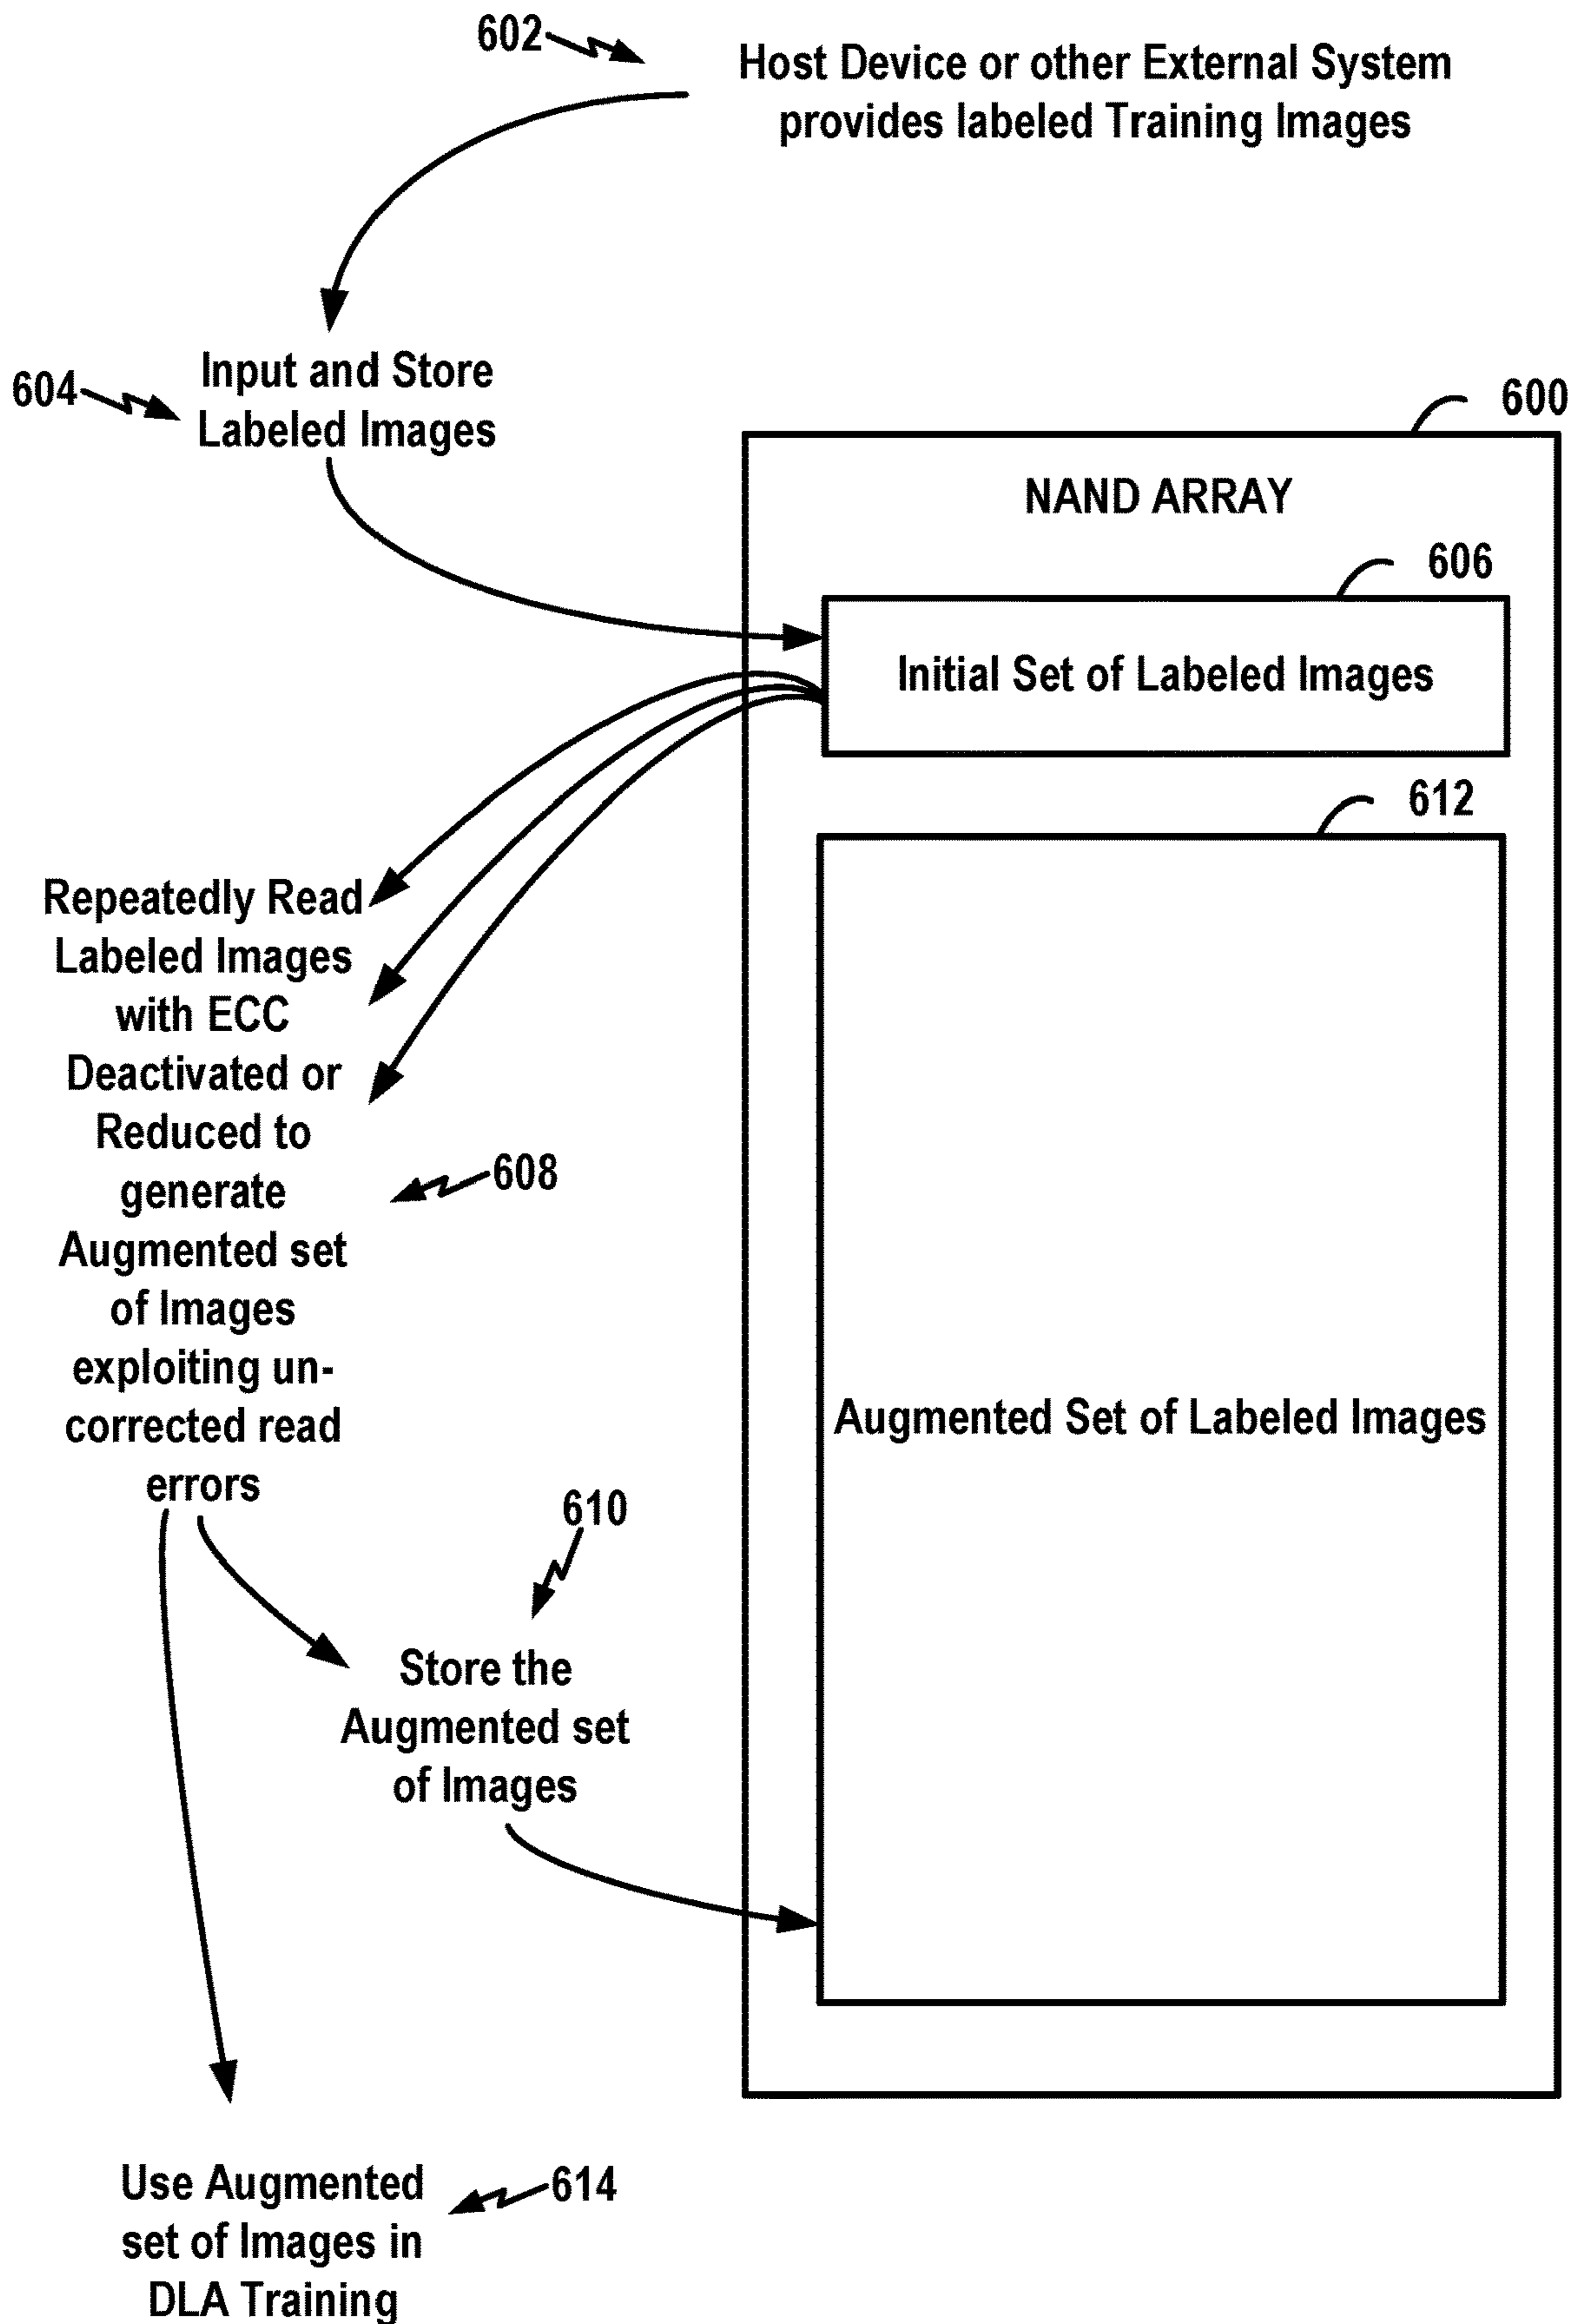 602
Host Device or other External System
provides labeled Training Images
604
Input and Store
Labeled Images
600
NAND ARRAY
606
Initial Set of Labeled Images
612
Repeatedly Read
Labeled Images
with ECC
Deactivated or
Reduced to
generate
Augmented set
of Images
exploiting un-
corrected read
errors
608
Augmented Set of Labeled Images
610
Store the
Augmented set
of Images
Use Augmented
set of Images in
DLA Training
614